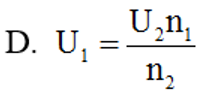 D. U₁ = U₂n₁ / n₂